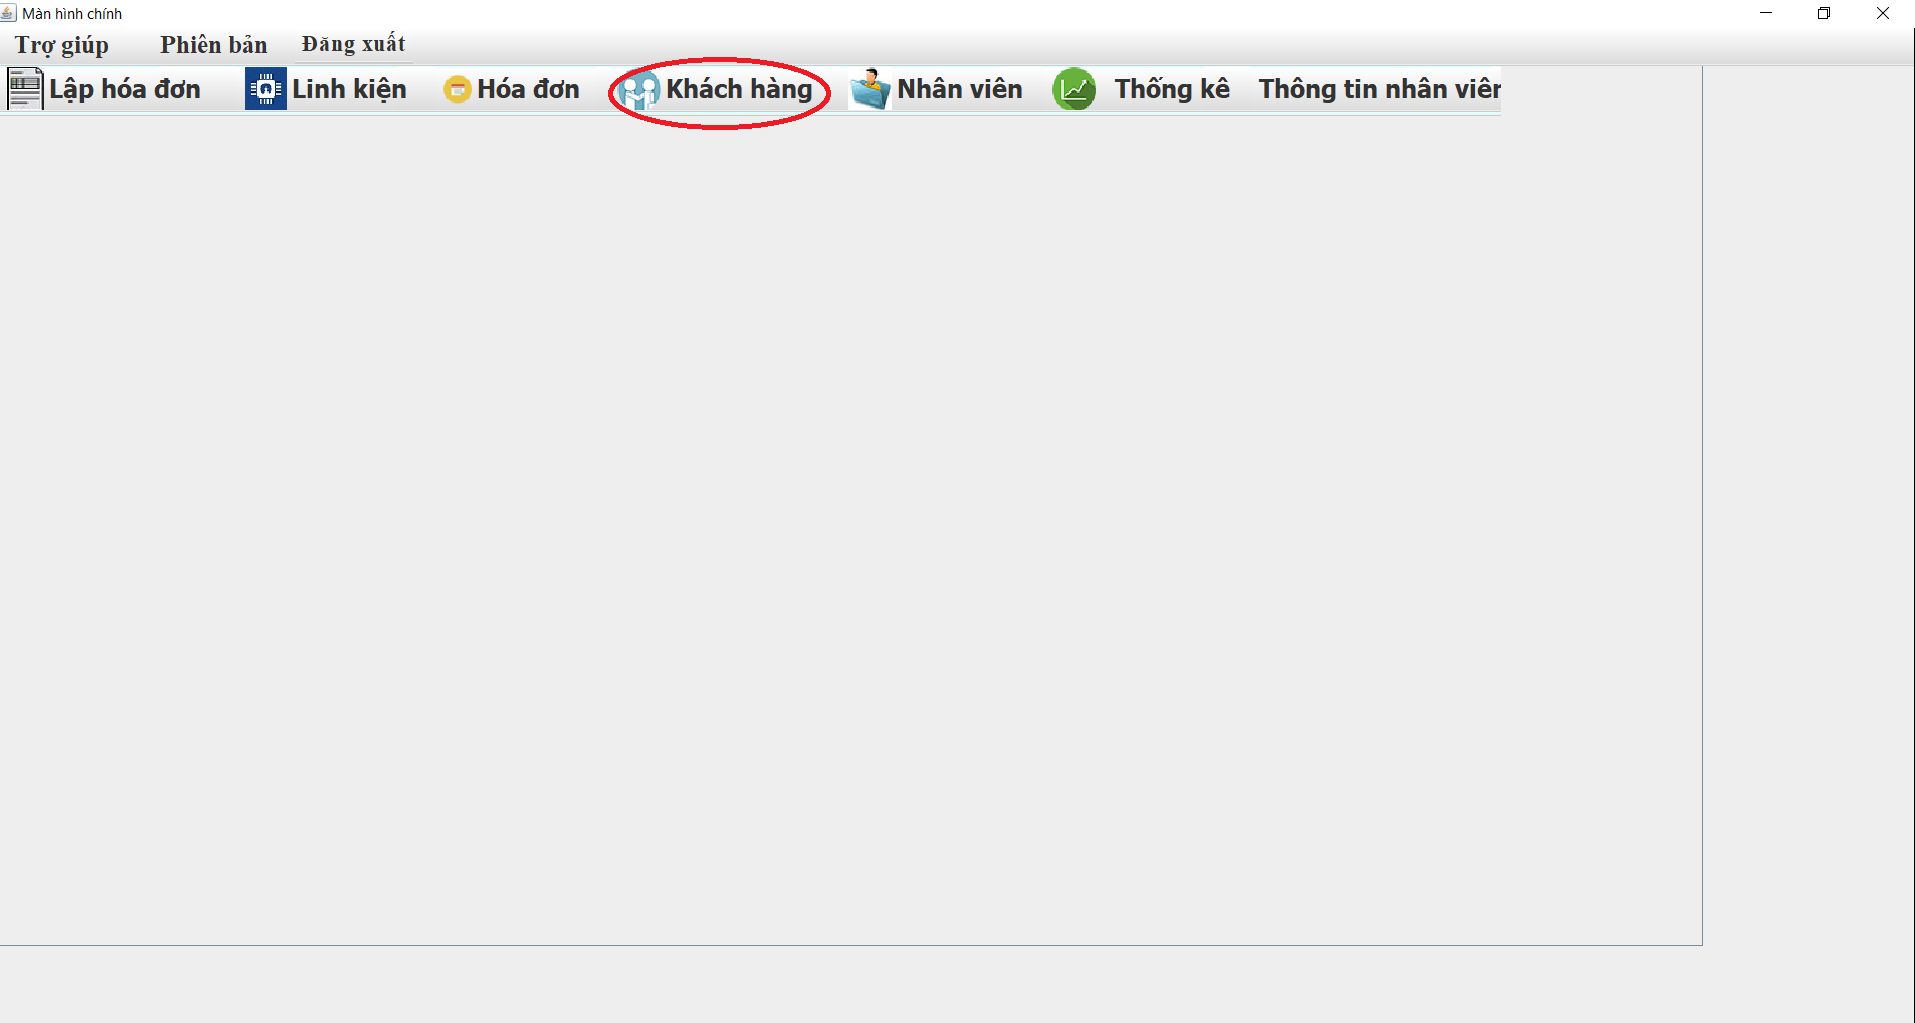 Màn hình chính
Trợ giúp Phiên bản Đăng xuất
Lập hóa đơn Linh kiện Hóa đơn Khách hàng Nhân viên Thống kê Thông tin nhân viên